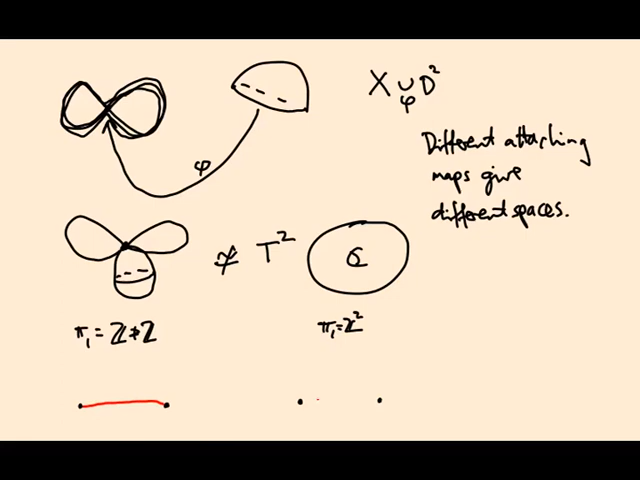 X ∪ D²
φ
φ
Different attaching
maps give
different spaces.
≄ T²
π₁ = Z * Z
π₁ = Z²